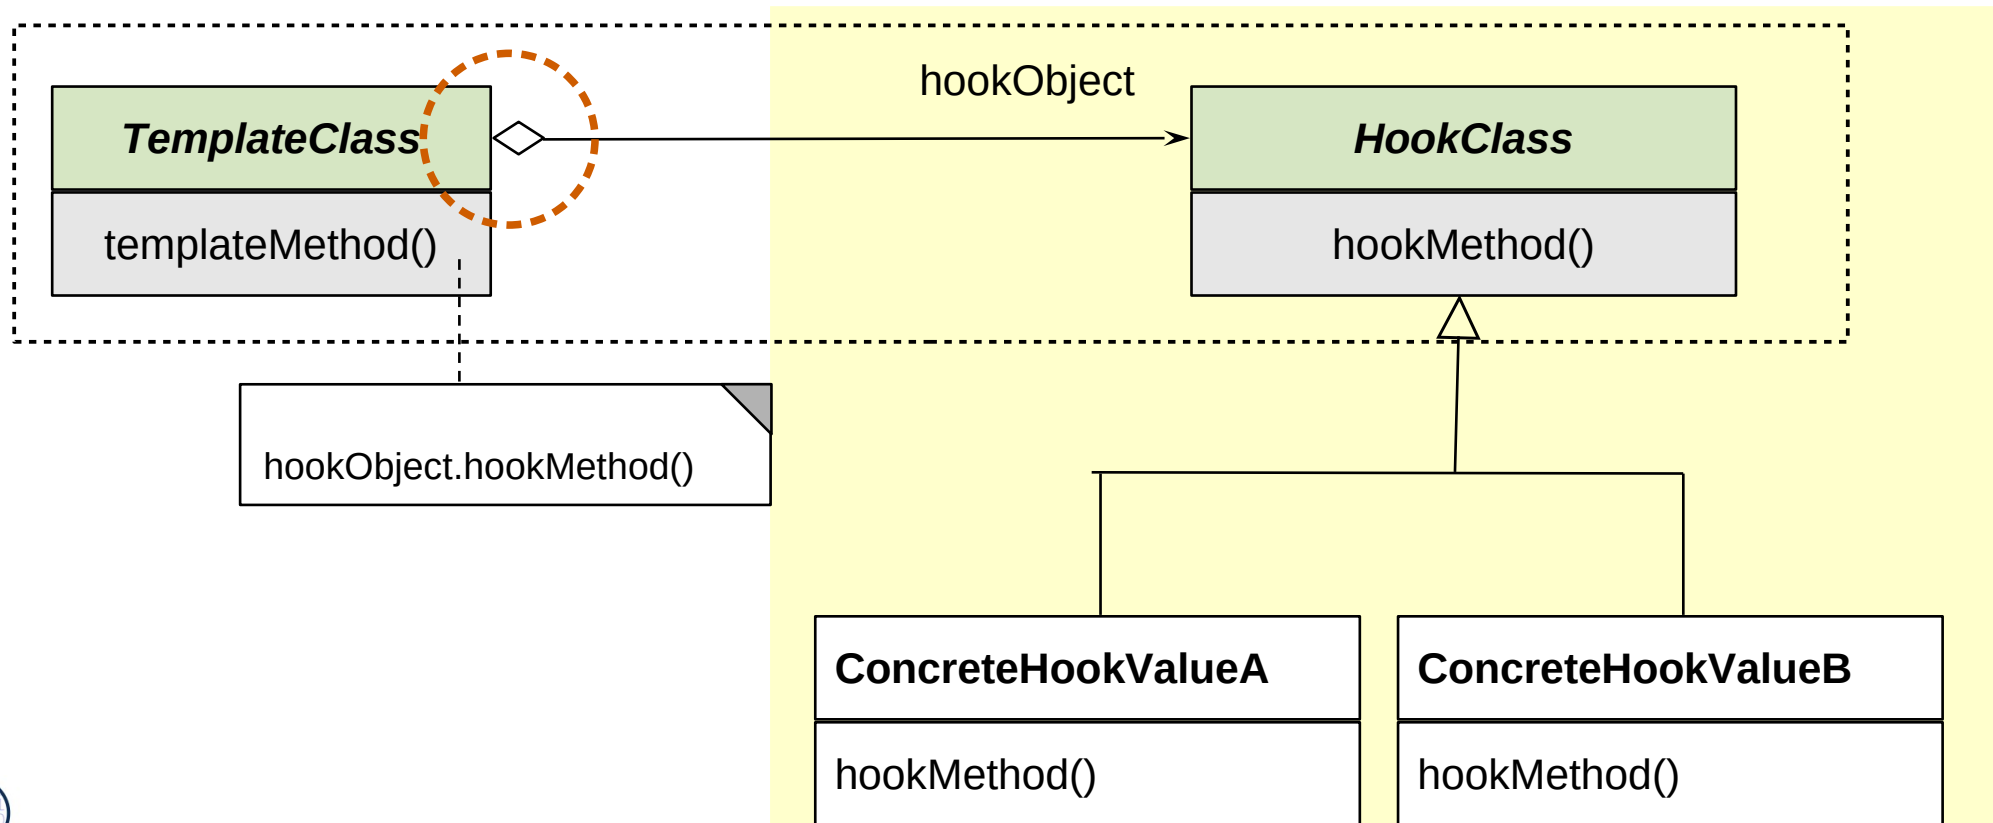 hookObject
TemplateClass
HookClass
templateMethod()
hookMethod()
hookObject.hookMethod()
ConcreteHookValueA
ConcreteHookValueB
hookMethod()
hookMethod()